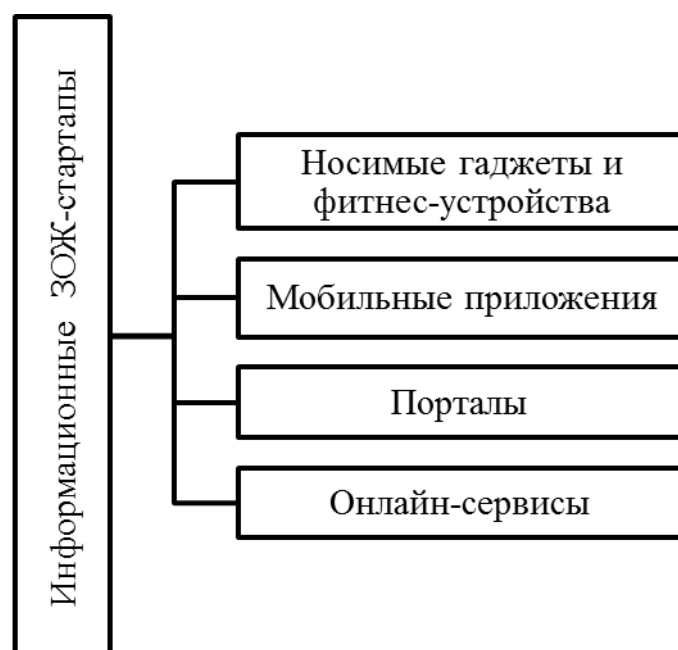 Информационные ЗОЖ-стартапы
Носимые гаджеты и
фитнес-устройства
Мобильные приложения
Порталы
Онлайн-сервисы